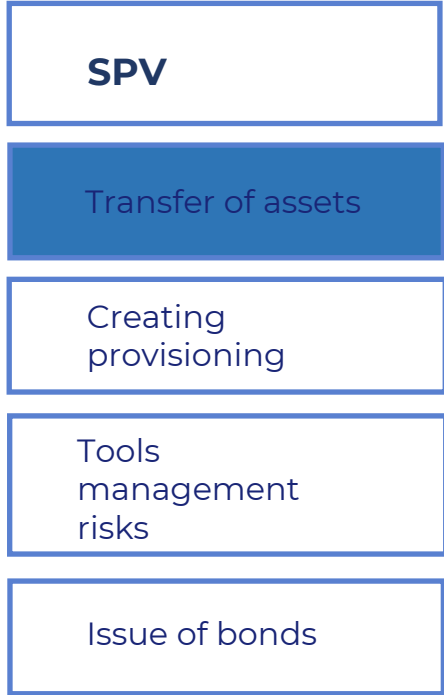 SPV
Transfer of assets
Creating
provisioning
Tools
management
risks
Issue of bonds